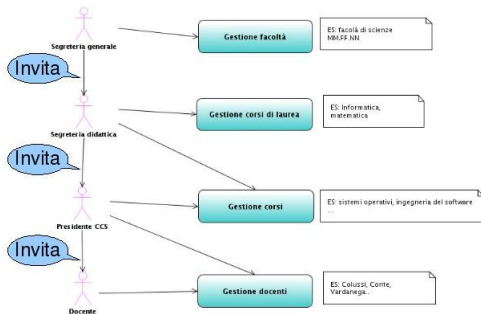 Segreteria generale
Gestione facoltà
ES: facolà di scienze
MM.FF.NN.
Invita
Segreteria didattica
Gestione corsi di laurea
ES: Informatica,
matematica
Invita
Presidente CCS
Gestione corsi
ES: sistemi operativi, ingegneria del software
...
Invita
Docente
Gestione docenti
ES: Colussi, Conte,
Vardanega..